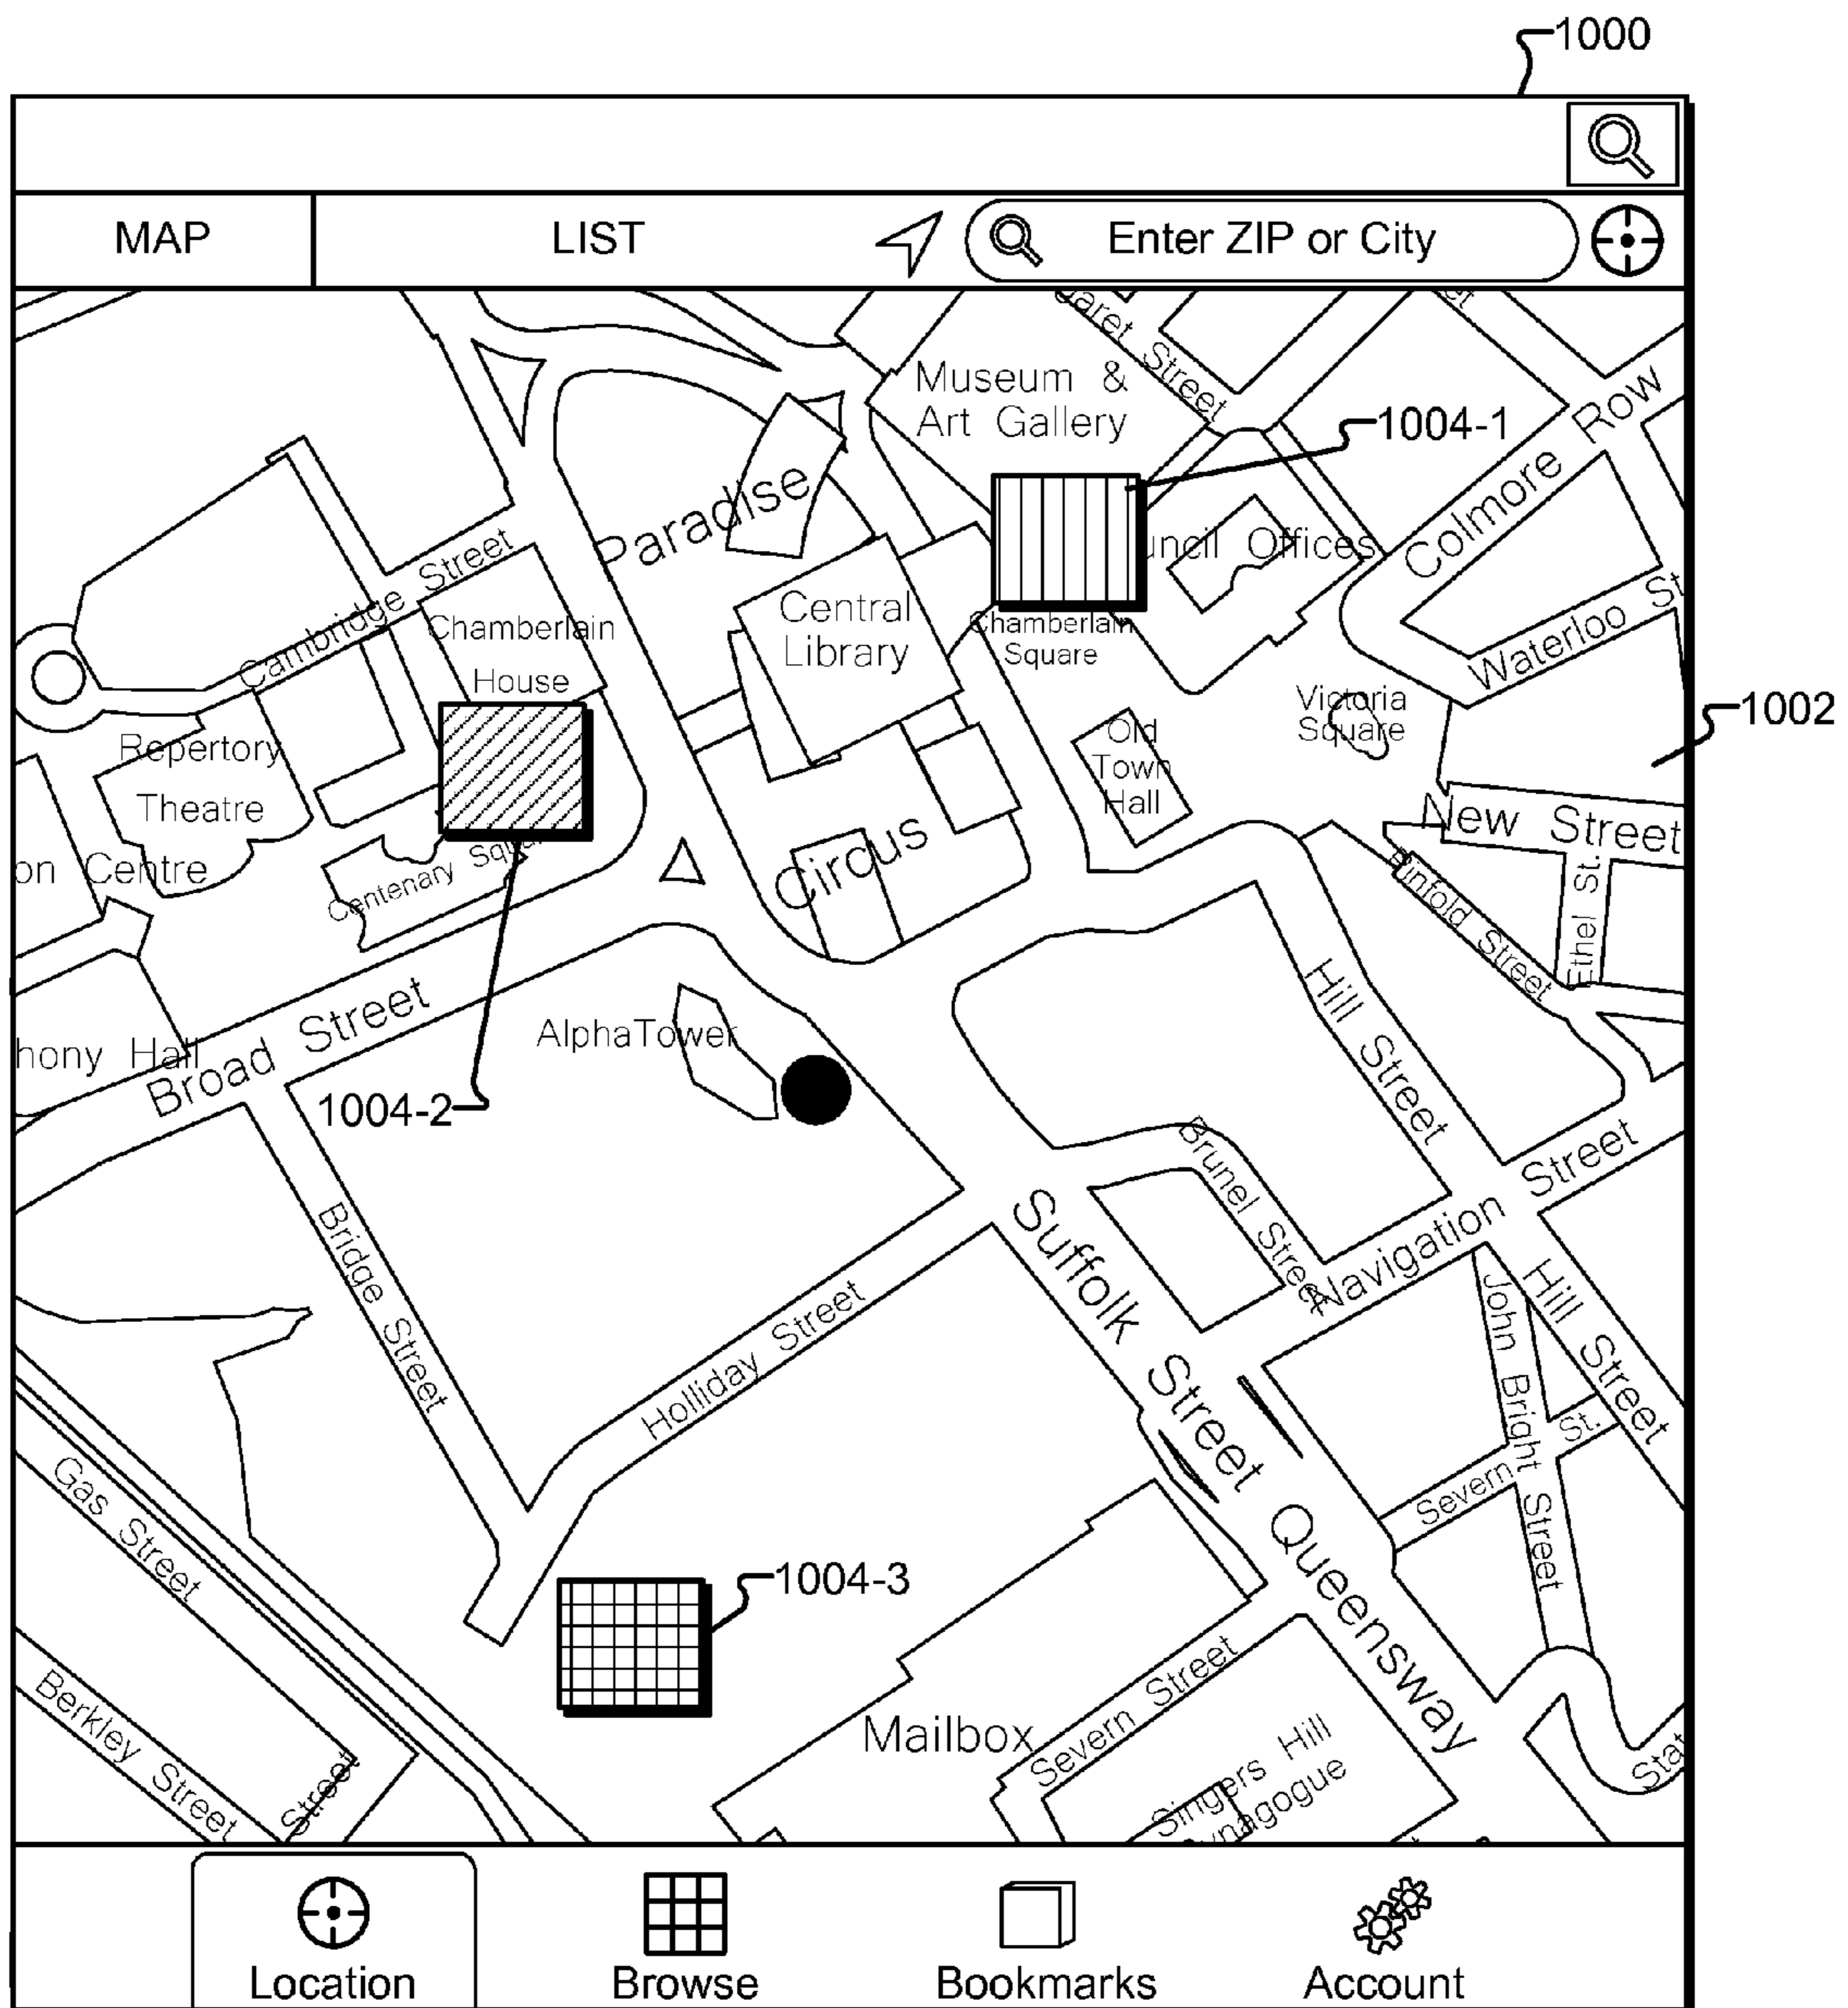 1000
MAP
LIST
Enter ZIP or City
Museum &
Art Gallery
Street
1004-1
Row
Colmore
Paradise
Offices
Cambridge Street
Chamberlain
House
Central
Library
Chamberlain
Square
Waterloo
Victoria
Square
1002
Repertory
Theatre
Old
Town
Hall
New Street
on Centre
Centenary
Circus
Pinfold Street
Ethel St.
Broad Street
hony Hall
AlphaTower
1004-2
Hill Street
Brunel Street
Navigation Street
Bridge Street
Holliday Street
Suffolk Street Queensway
John Bright Street
Hill Street
Severn St.
Gas Street
1004-3
Berkley Street
Street
Mailbox
Severn Street
Singers Hill
Location
Browse
Bookmarks
Account